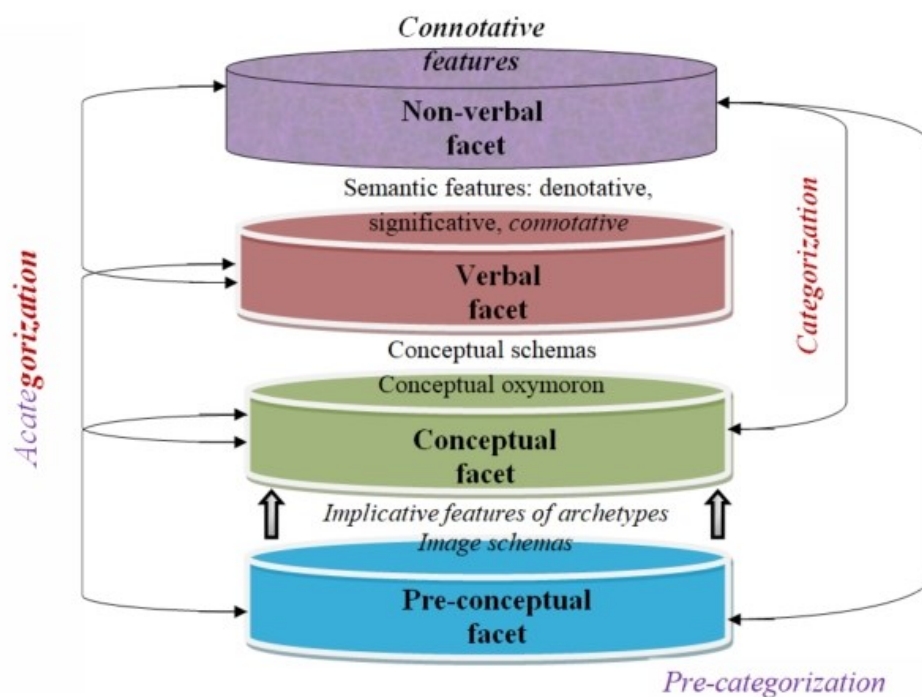 Connotative
features
Non-verbal
facet
Semantic features: denotative,
significative, connotative
Verbal
facet
Conceptual schemas
Conceptual oxymoron
Conceptual
facet
Implicative features of archetypes
Image schemas
Pre-conceptual
facet
Acategorization
Categorization
Pre-categorization